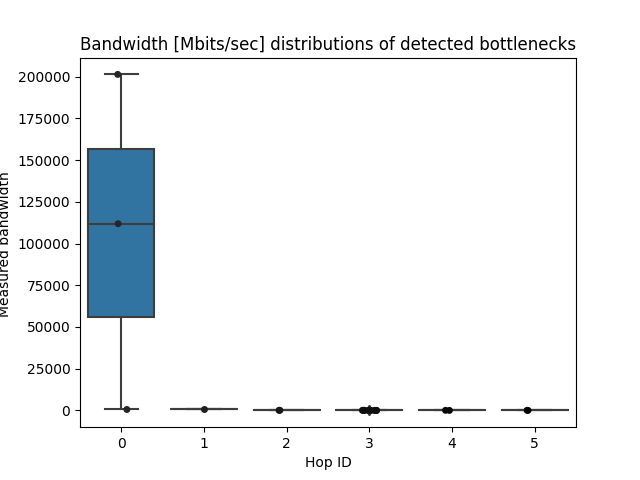 Bandwidth [Mbits/sec] distributions of detected bottlenecks
200000
175000
150000
125000
100000
75000
50000
25000
0
Measured bandwidth
0 1 2 3 4 5
Hop ID